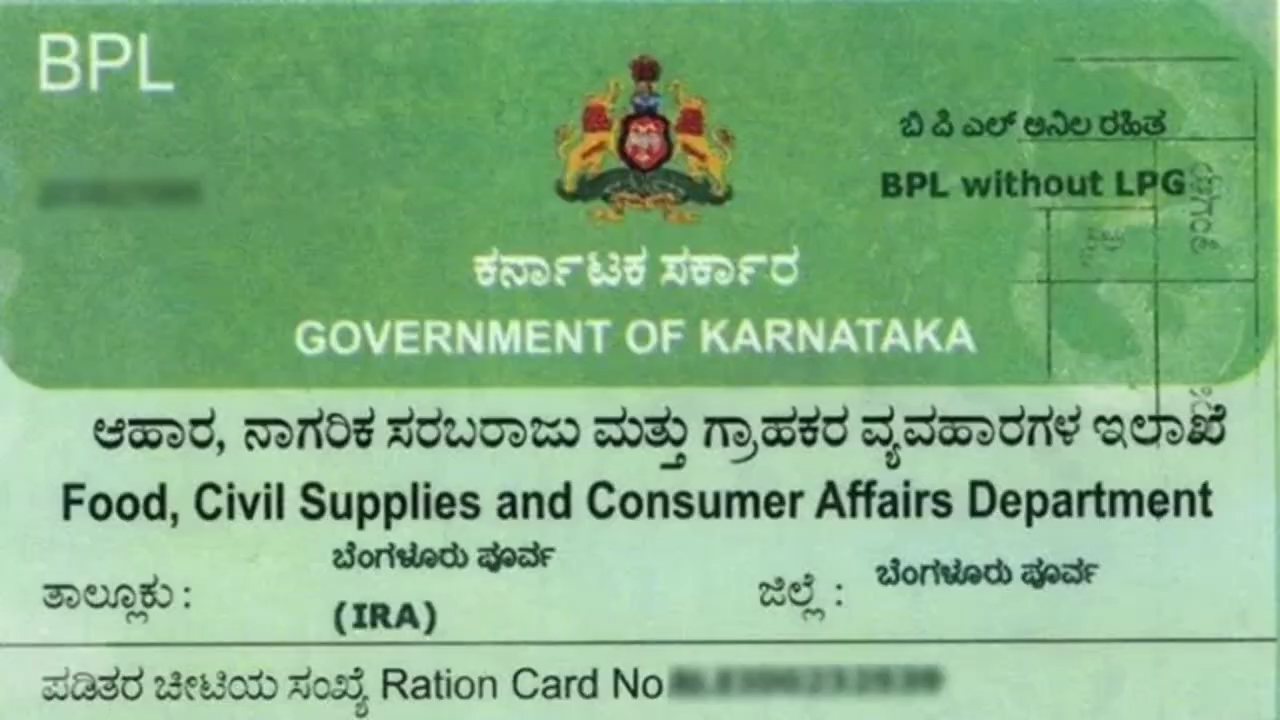 BPL
ಬಿ ಪಿ ಎಲ್ ಅನಿಲ ರಹಿತ
BPL without LPG
ಕರ್ನಾಟಕ ಸರ್ಕಾರ
GOVERNMENT OF KARNATAKA
ಆಹಾರ, ನಾಗರಿಕ ಸರಬರಾಜು ಮತ್ತು ಗ್ರಾಹಕರ ವ್ಯವಹಾರಗಳ ಇಲಾಖೆ
Food, Civil Supplies and Consumer Affairs Department
ತಾಲ್ಲೂಕು : ಬೆಂಗಳೂರು ಪೂರ್ವ (IRA)
ಜಿಲ್ಲೆ : ಬೆಂಗಳೂರು ಪೂರ್ವ
ಪಡಿತರ ಚೀಟಿಯ ಸಂಖ್ಯೆ Ration Card No